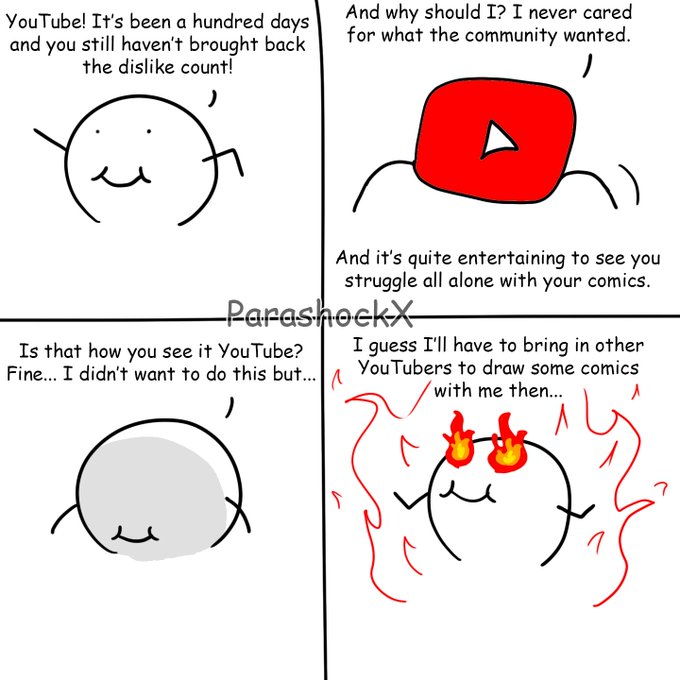 YouTube! It's been a hundred days
and you still haven't brought back
the dislike count!
And why should I? I never cared
for what the community wanted.
And it's quite entertaining to see you
struggle all alone with your comics.
ParashockX
Is that how you see it YouTube?
Fine... I didn't want to do this but...
I guess I'll have to bring in other
YouTubers to draw some comics
with me then...